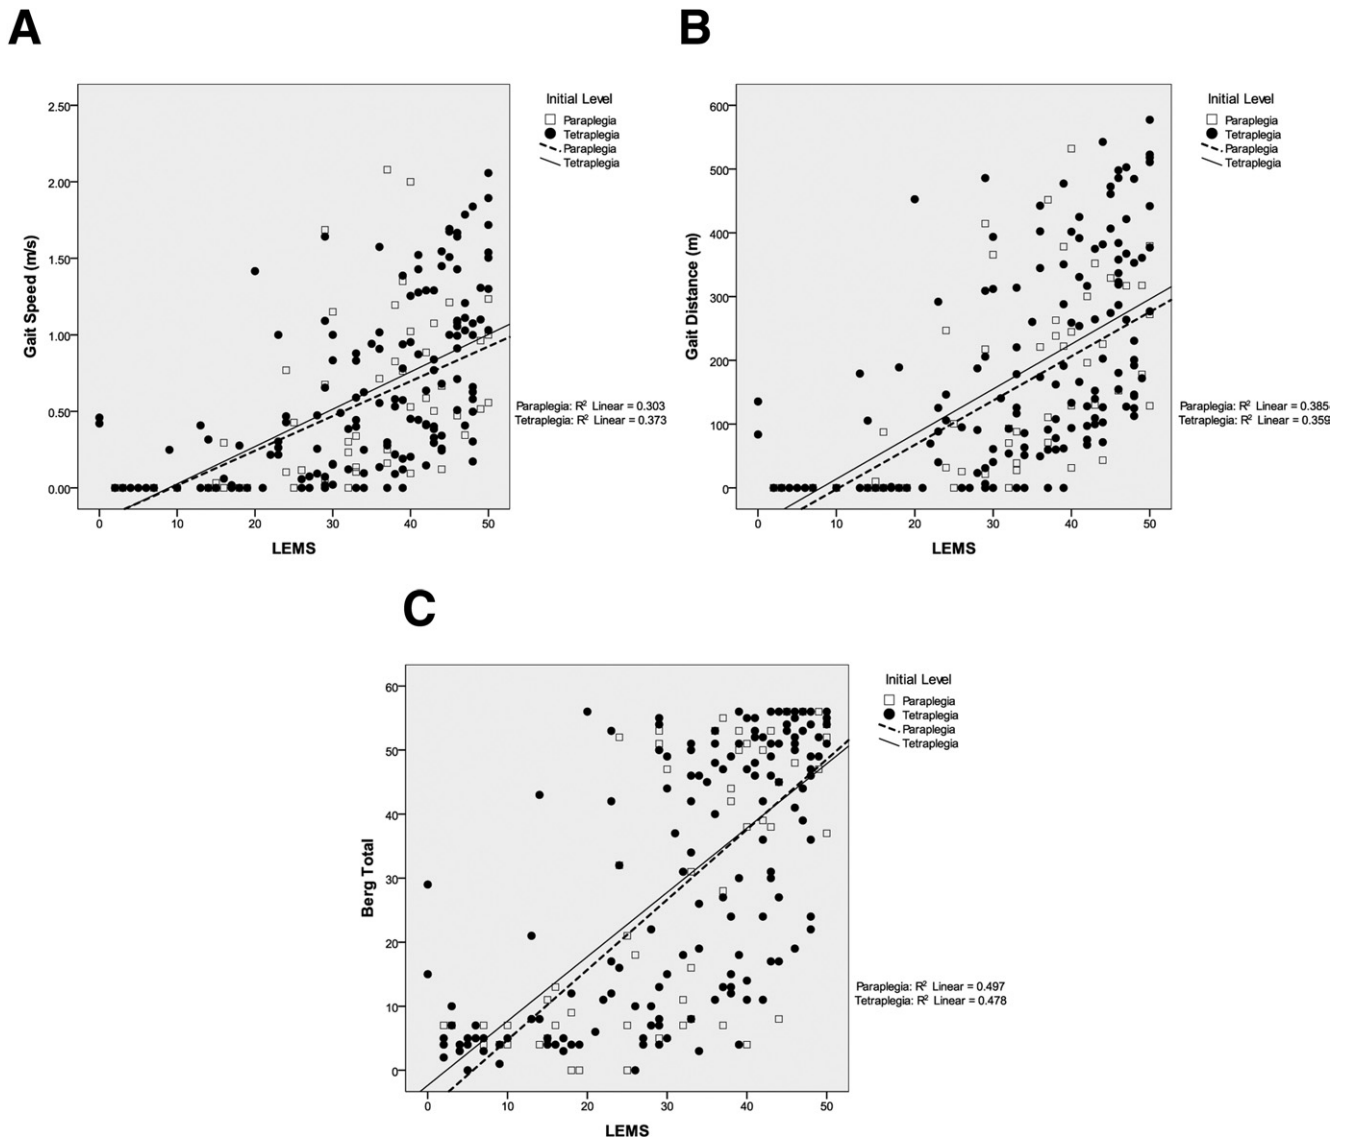 A
B
2.50
2.00
1.50
1.00
0.50
0.00
Gait Speed (m/s)
0 10 20 30 40 50
LEMS
Initial Level
Paraplegia
Tetraplegia
Paraplegia
Tetraplegia
Paraplegia: R² Linear = 0.303
Tetraplegia: R² Linear = 0.373
600
500
400
300
200
100
0
Gait Distance (m)
0 10 20 30 40 50
LEMS
Initial Level
Paraplegia
Tetraplegia
Paraplegia
Tetraplegia
Paraplegia: R² Linear = 0.385
Tetraplegia: R² Linear = 0.359
C
60
50
40
30
20
10
0
Berg Total
0 10 20 30 40 50
LEMS
Initial Level
Paraplegia
Tetraplegia
Paraplegia
Tetraplegia
Paraplegia: R² Linear = 0.497
Tetraplegia: R² Linear = 0.478